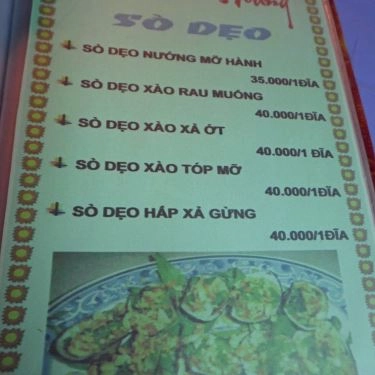 SÒ DẸO
SÒ DẸO NƯỚNG MỠ HÀNH
35.000/1ĐĨA
SÒ DẸO XÀO RAU MUÔNG
40.000/1ĐĨA
SÒ DẸO XÀO XẢ ỚT
40.000/1 ĐĨA
SÒ DẸO XÀO TÓP MỠ
40.000/1ĐĨA
SÒ DẸO HẤP XẢ GỪNG
40.000/1ĐĨA